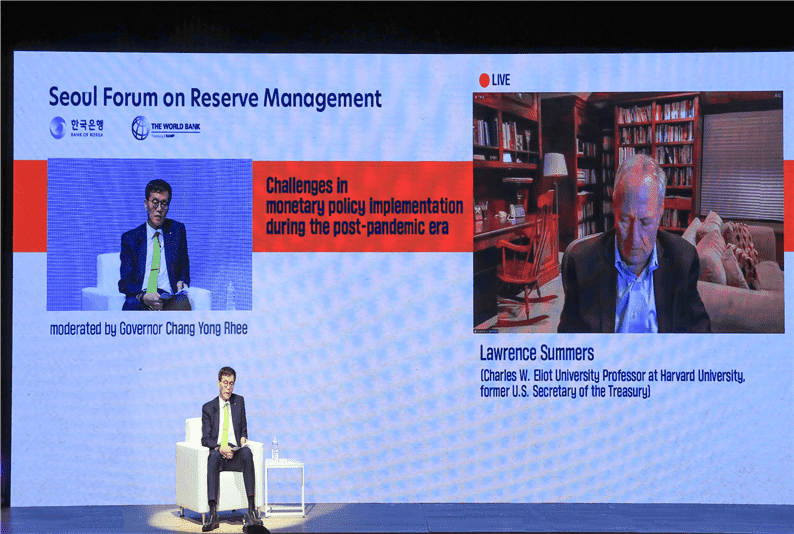 Seoul Forum on Reserve Management
한국은행
BANK OF KOREA
THE WORLD BANK
LIVE
Challenges in
monetary policy implementation
during the post-pandemic era
moderated by Governor Chang Yong Rhee
Lawrence Summers
(Charles W. Eliot University Professor at Harvard University,
former U.S. Secretary of the Treasury)